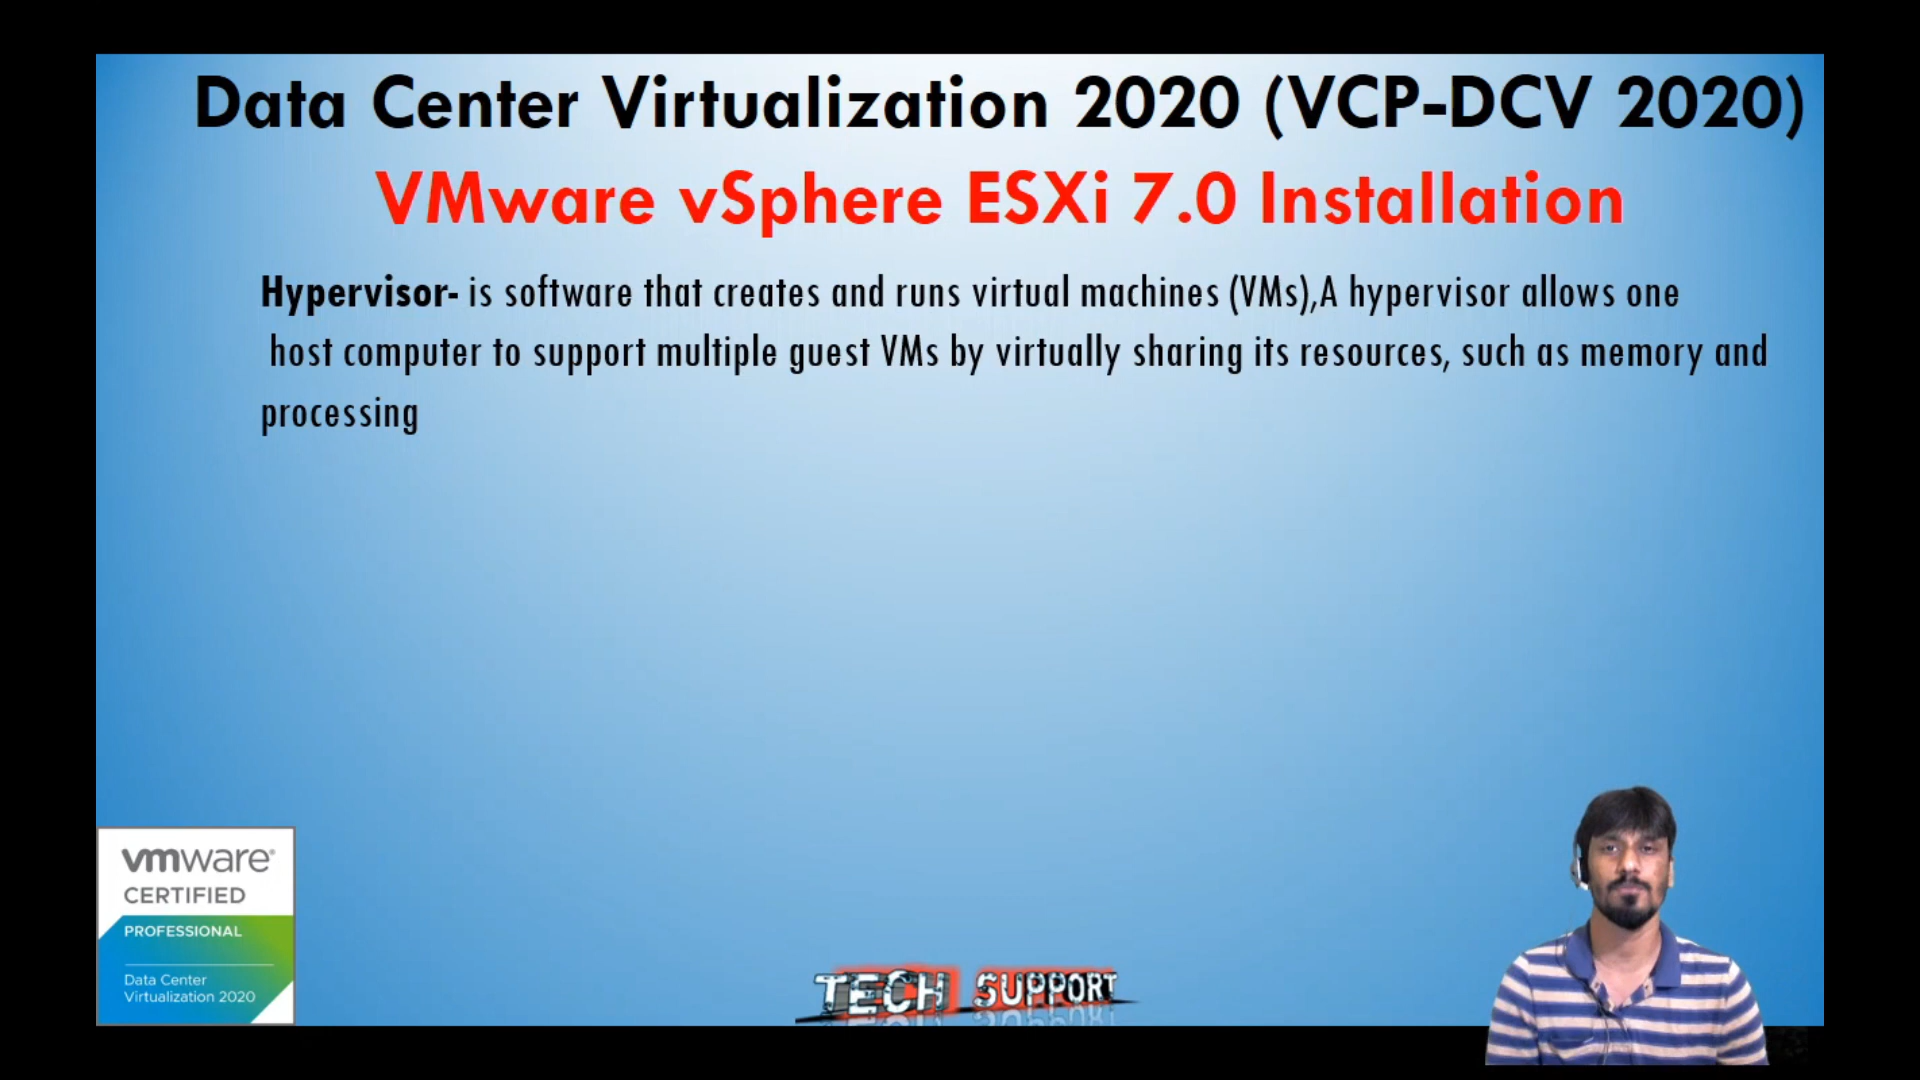 Data Center Virtualization 2020 (VCP-DCV 2020)
VMware vSphere ESXi 7.0 Installation
Hypervisor- is software that creates and runs virtual machines (VMs),A hypervisor allows one
host computer to support multiple guest VMs by virtually sharing its resources, such as memory and
processing
vmware®
CERTIFIED
PROFESSIONAL
Data Center
Virtualization 2020
TECH SUPPORT